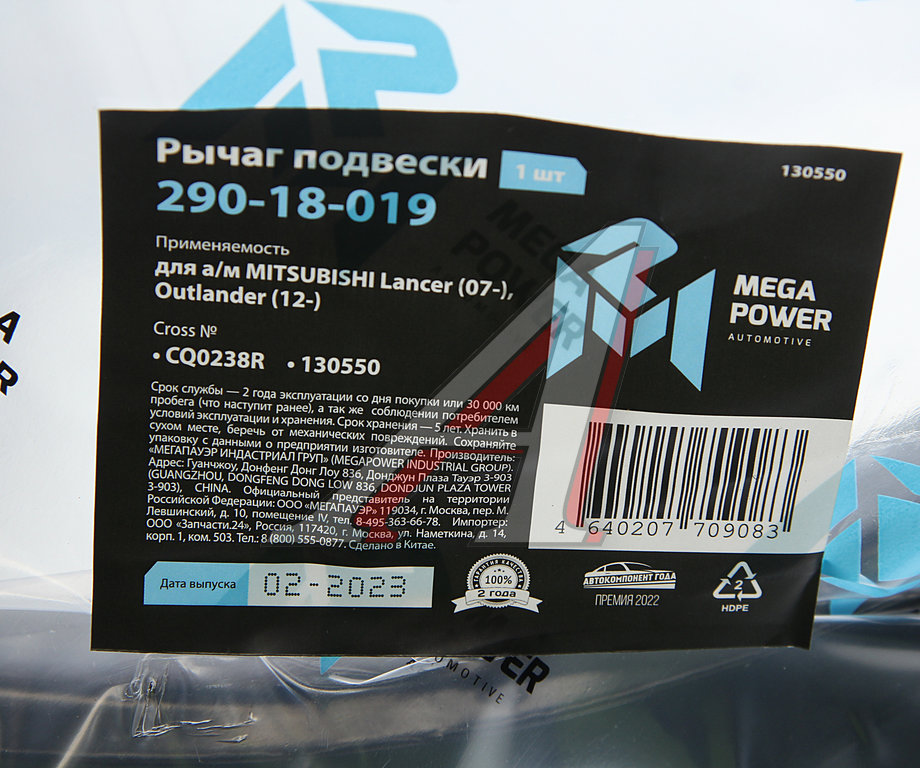 Рычаг подвески 1 шт
130550
290-18-019
Применяемость
для а/м MITSUBISHI Lancer (07-),
Outlander (12-)
Cross №
• CQ0238R • 130550
MEGA
POWER
AUTOMOTIVE
Срок службы — 2 года эксплуатации со дня покупки или 30 000 км
пробега (что наступит ранее), а так же соблюдении потребителем
условий эксплуатации и хранения. Срок хранения — 5 лет. Хранить в
сухом месте, беречь от механических повреждений. Сохраняйте
упаковку с данными о предприятии изготовителе. Производитель:
«МЕГАПАУЭР ИНДАСТРИАЛ ГРУП» (MEGAPOWER INDUSTRIAL GROUP).
Адрес: Гуанчжоу, Донфенг Донг Лоу 836, Донджун Плаза Тауэр 3-903
(GUANGZHOU, DONGFENG DONG LOW 836, DONDJUN PLAZA TOWER
3-903), CHINA. Официальный представитель на территории
Российской Федерации: ООО «МЕГАПАУЭР» 119034, г. Москва, пер. М.
Левшинский, д. 10, помещение IV, тел. 8-495-363-66-78. Импортер:
ООО «Запчасти.24», Россия, 117420, г. Москва, ул. Наметкина, д. 14,
корп. 1, ком. 503. Тел.: 8 (800) 555-0877. Сделано в Китае.
4 640207 709083
Дата выпуска 02-2023
ГАРАНТИЯ КАЧЕСТВА
100%
2 года
АВТОКОМПОНЕНТ ГОДА
ПРЕМИЯ 2022
2
HDPE
MEGA
POWER
AUTOMOTIVE